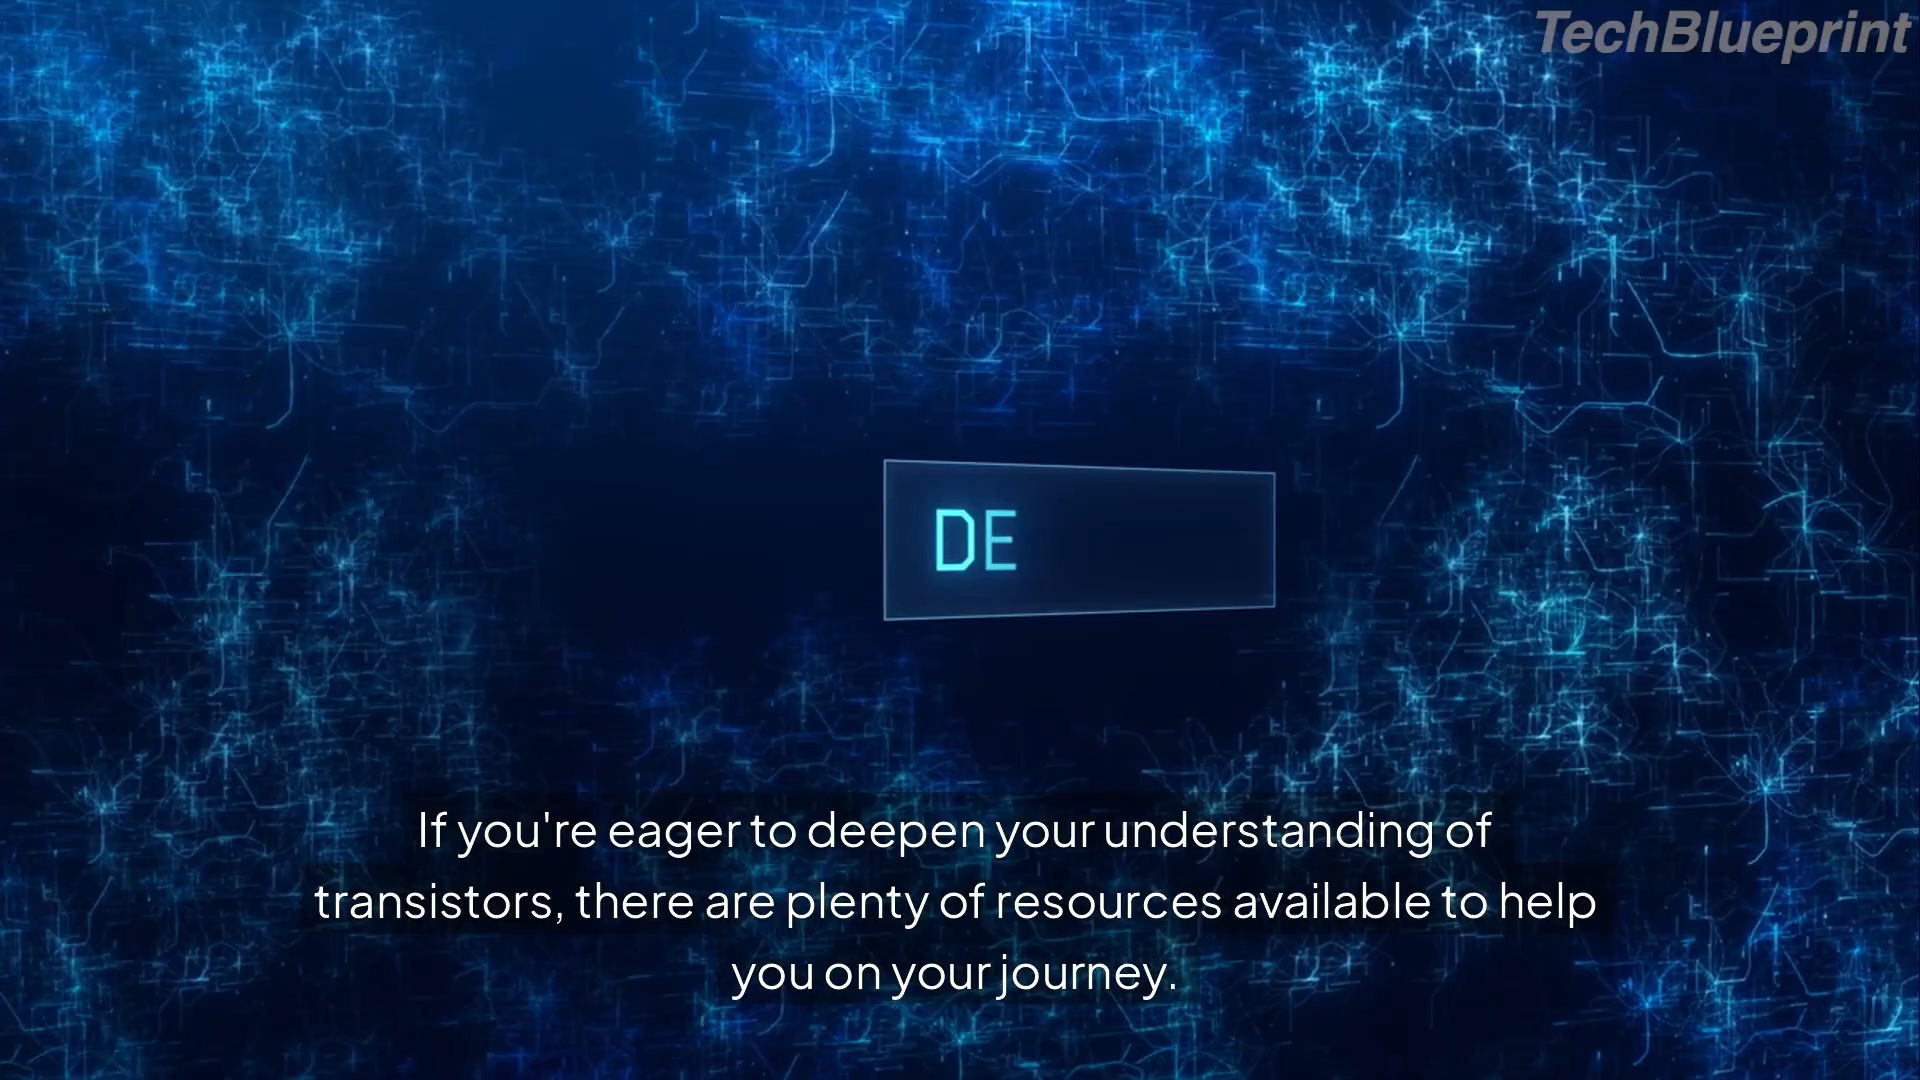 TechBlueprint
DE
If you're eager to deepen your understanding of
transistors, there are plenty of resources available to help
you on your journey.